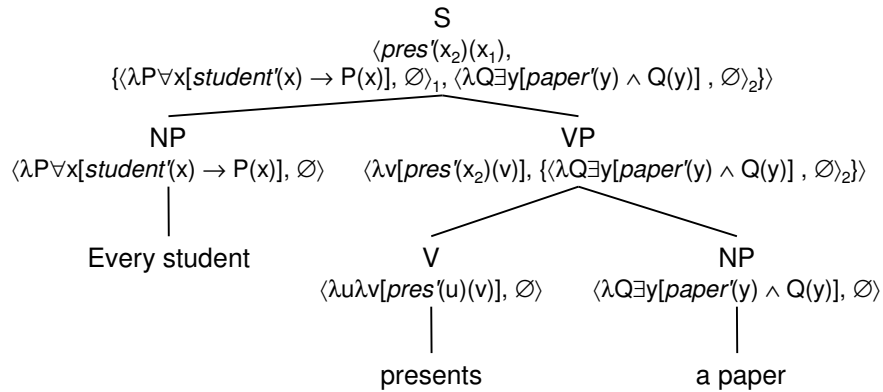 S
⟨pres'(x₂)(x₁),
{⟨λP∀x[student'(x) → P(x)], ∅⟩₁, ⟨λQ∃y[paper'(y) ∧ Q(y)] , ∅⟩₂}⟩
NP VP
⟨λP∀x[student'(x) → P(x)], ∅⟩ ⟨λv[pres'(x₂)(v)], {⟨λQ∃y[paper'(y) ∧ Q(y)] , ∅⟩₂}⟩
Every student V NP
⟨λuλv[pres'(u)(v)], ∅⟩ ⟨λQ∃y[paper'(y) ∧ Q(y)], ∅⟩
presents a paper